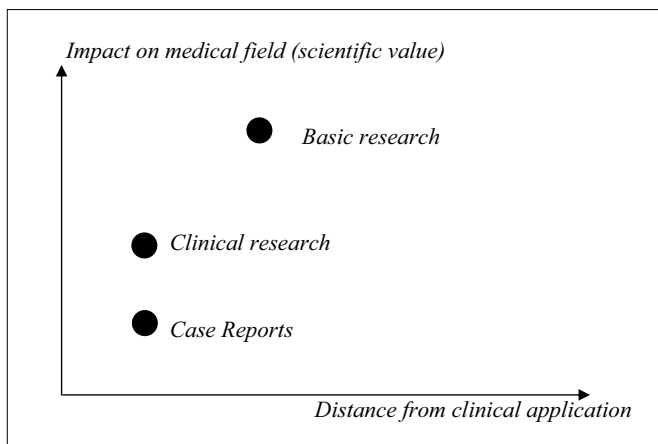 Impact on medical field (scientific value)
Basic research
Clinical research
Case Reports
Distance from clinical application